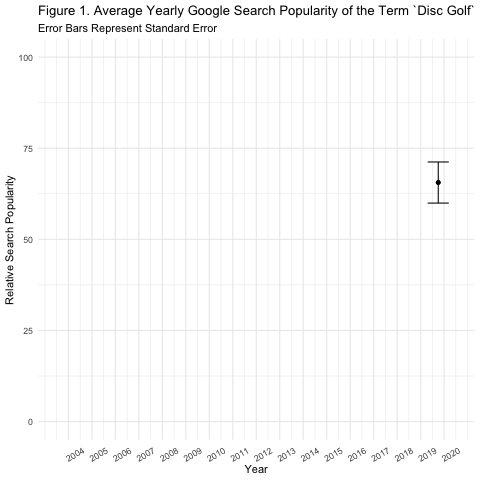 Figure 1. Average Yearly Google Search Popularity of the Term `Disc Golf`
Error Bars Represent Standard Error
100
75
50
25
0
Relative Search Popularity
2004 2005 2006 2007 2008 2009 2010 2011 2012 2013 2014 2015 2016 2017 2018 2019 2020
Year